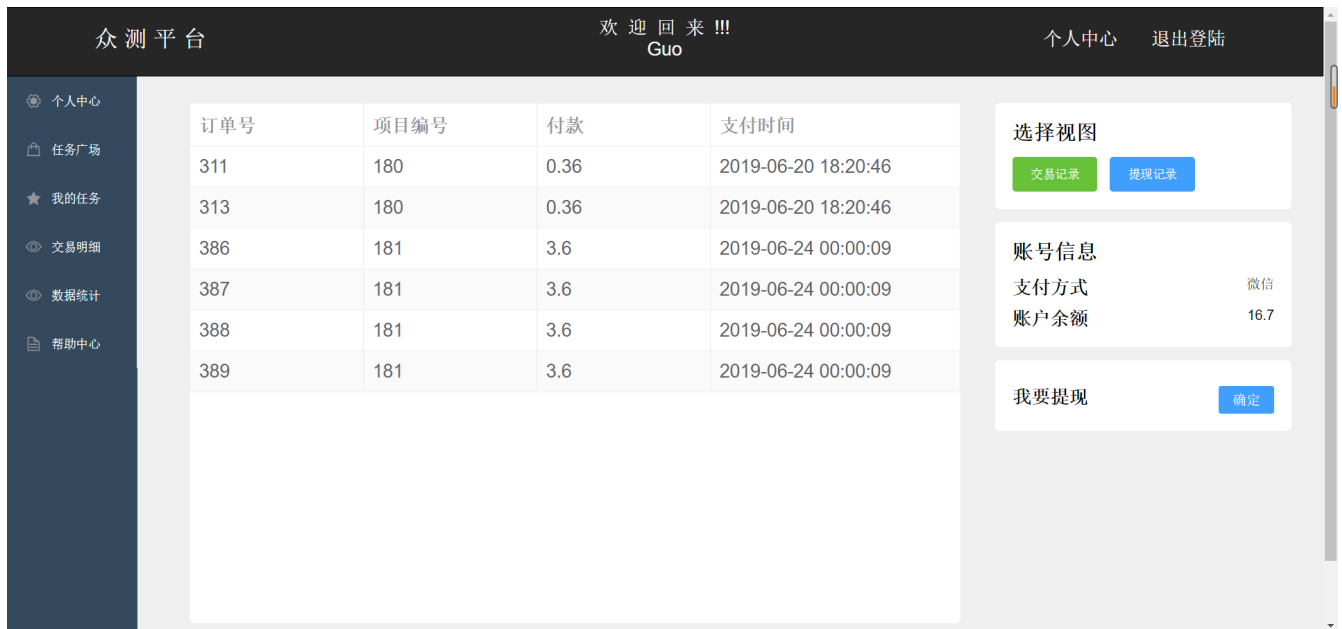 众 测 平 台
欢 迎 回 来 !!!
Guo
个人中心 退出登陆
个人中心
任务广场
我的任务
交易明细
数据统计
帮助中心
订单号 项目编号 付款 支付时间
311 180 0.36 2019-06-20 18:20:46
313 180 0.36 2019-06-20 18:20:46
386 181 3.6 2019-06-24 00:00:09
387 181 3.6 2019-06-24 00:00:09
388 181 3.6 2019-06-24 00:00:09
389 181 3.6 2019-06-24 00:00:09
选择视图
交易记录 提现记录
账号信息
支付方式 微信
账户余额 16.7
我要提现 确定